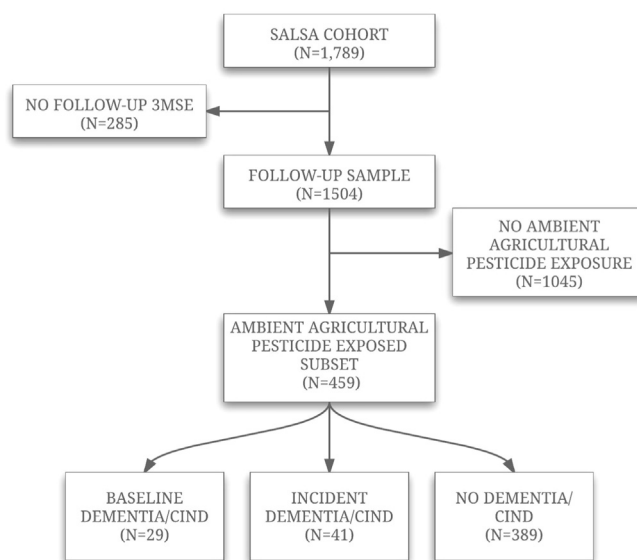 SALSA COHORT
(N=1,789)
NO FOLLOW-UP 3MSE
(N=285)
FOLLOW-UP SAMPLE
(N=1504)
NO AMBIENT
AGRICULTURAL
PESTICIDE EXPOSURE
(N=1045)
AMBIENT AGRICULTURAL
PESTICIDE EXPOSED
SUBSET
(N=459)
BASELINE
DEMENTIA/CIND
(N=29)
INCIDENT
DEMENTIA/CIND
(N=41)
NO DEMENTIA/
CIND
(N=389)